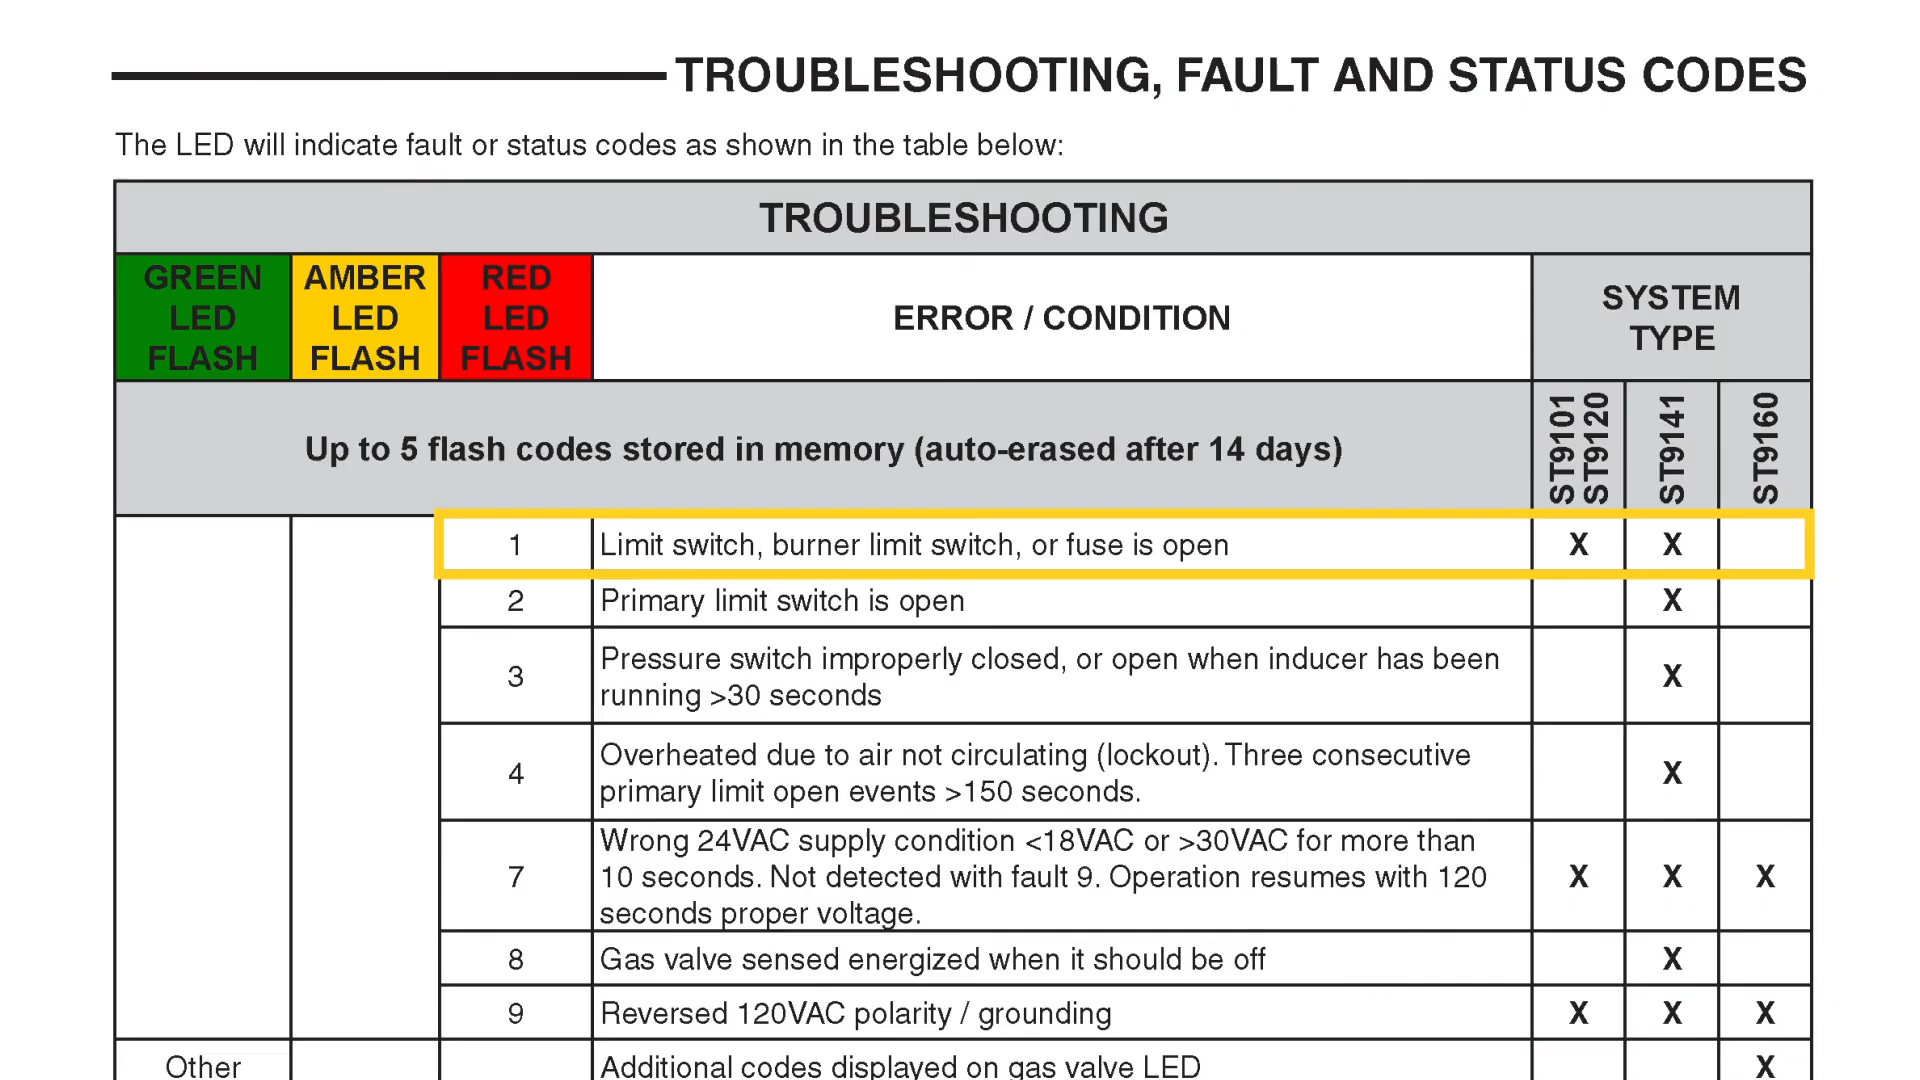 TROUBLESHOOTING, FAULT AND STATUS CODES
The LED will indicate fault or status codes as shown in the table below:
TROUBLESHOOTING
GREEN LED FLASH
AMBER LED FLASH
RED LED FLASH
ERROR / CONDITION
SYSTEM TYPE
Up to 5 flash codes stored in memory (auto-erased after 14 days)
ST9101
ST9120
ST9141
ST9160
1 Limit switch, burner limit switch, or fuse is open X X
2 Primary limit switch is open X
3 Pressure switch improperly closed, or open when inducer has been
running >30 seconds X
4 Overheated due to air not circulating (lockout). Three consecutive
primary limit open events >150 seconds. X
7 Wrong 24VAC supply condition <18VAC or >30VAC for more than
10 seconds. Not detected with fault 9. Operation resumes with 120
seconds proper voltage. X X X
8 Gas valve sensed energized when it should be off X
9 Reversed 120VAC polarity / grounding X X X
Other Additional codes displayed on gas valve LED X